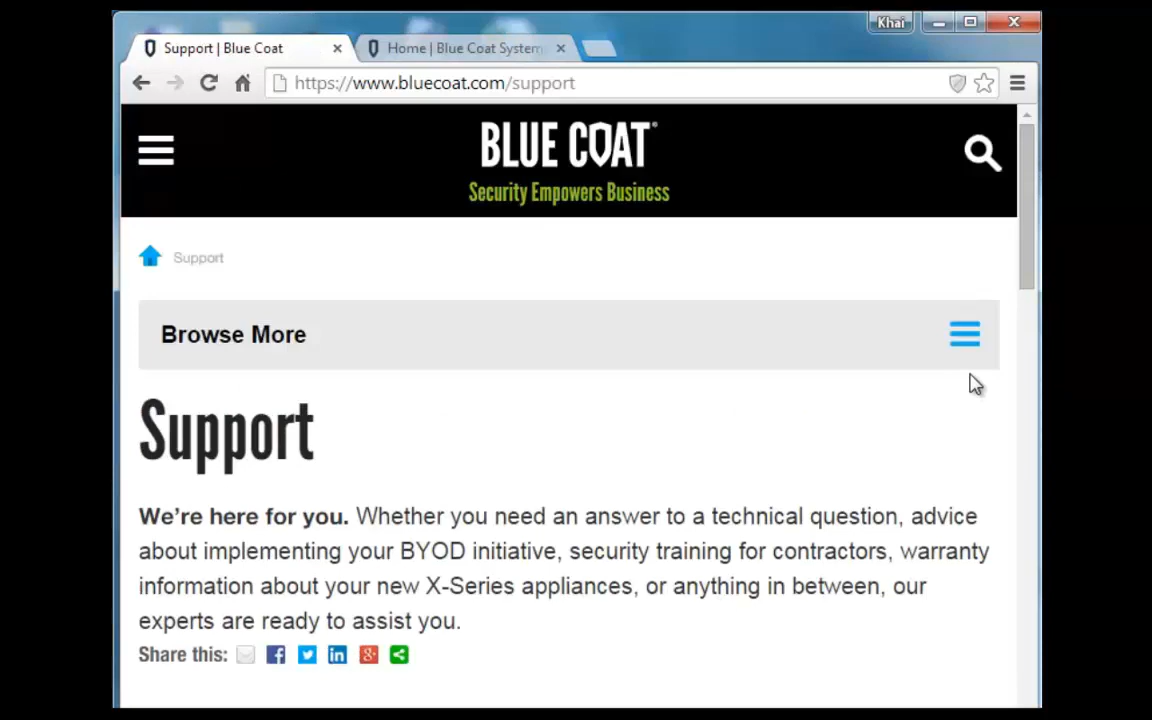 Khai
Support | Blue Coat
Home | Blue Coat System
https://www.bluecoat.com/support
BLUE COAT®
Security Empowers Business
Support
Browse More
Support
We're here for you. Whether you need an answer to a technical question, advice
about implementing your BYOD initiative, security training for contractors, warranty
information about your new X-Series appliances, or anything in between, our
experts are ready to assist you.
Share this: